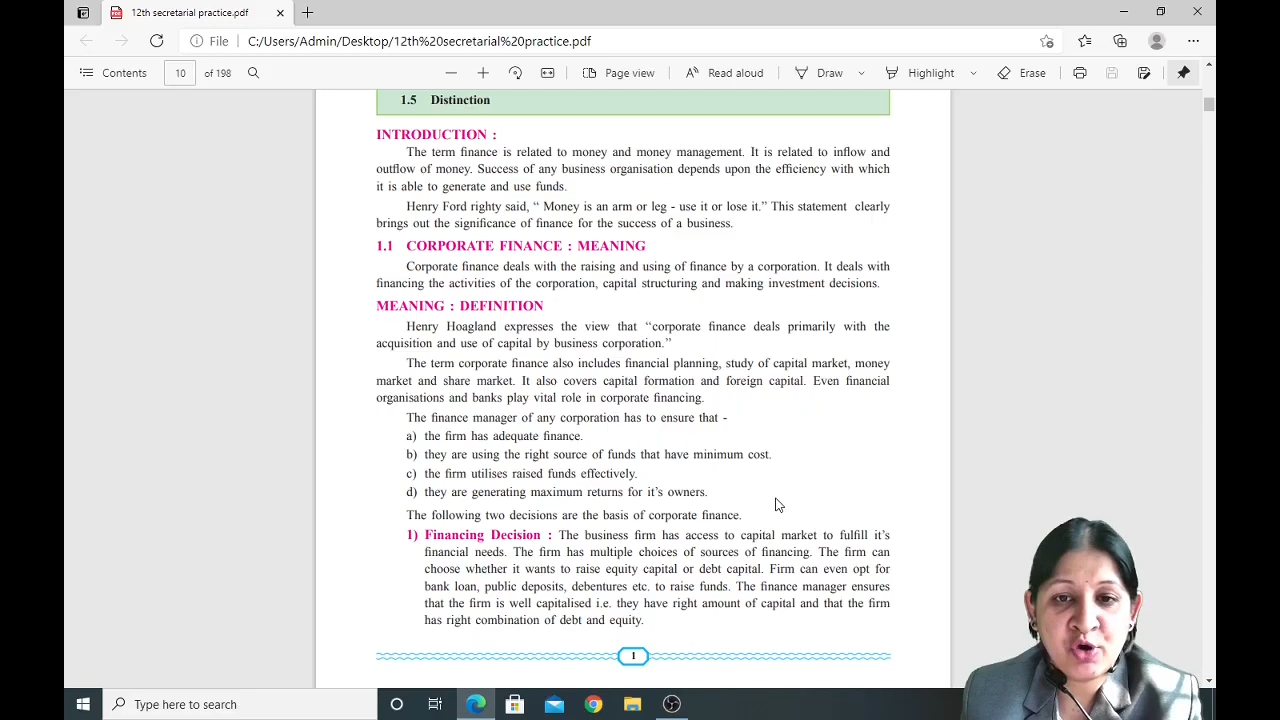 12th secretarial practice.pdf
File
C:/Users/Admin/Desktop/12th%20secretarial%20practice.pdf
Contents
10
of 198
Page view
Read aloud
Draw
Highlight
Erase
1.5 Distinction
INTRODUCTION :
The term finance is related to money and money management. It is related to inflow and
outflow of money. Success of any business organisation depends upon the efficiency with which
it is able to generate and use funds.
Henry Ford righty said, “ Money is an arm or leg - use it or lose it.” This statement clearly
brings out the significance of finance for the success of a business.
1.1 CORPORATE FINANCE : MEANING
Corporate finance deals with the raising and using of finance by a corporation. It deals with
financing the activities of the corporation, capital structuring and making investment decisions.
MEANING : DEFINITION
Henry Hoagland expresses the view that ‘‘corporate finance deals primarily with the
acquisition and use of capital by business corporation.’’
The term corporate finance also includes financial planning, study of capital market, money
market and share market. It also covers capital formation and foreign capital. Even financial
organisations and banks play vital role in corporate financing.
The finance manager of any corporation has to ensure that -
a) the firm has adequate finance.
b) they are using the right source of funds that have minimum cost.
c) the firm utilises raised funds effectively.
d) they are generating maximum returns for it’s owners.
The following two decisions are the basis of corporate finance.
1) Financing Decision : The business firm has access to capital market to fulfill it’s
financial needs. The firm has multiple choices of sources of financing. The firm can
choose whether it wants to raise equity capital or debt capital. Firm can even opt for
bank loan, public deposits, debentures etc. to raise funds. The finance manager ensures
that the firm is well capitalised i.e. they have right amount of capital and that the firm
has right combination of debt and equity.
1
Type here to search